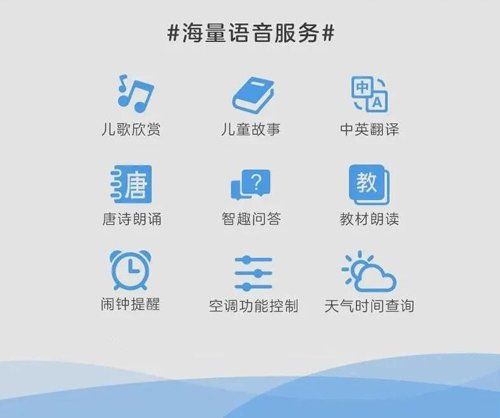 #海量语音服务#
儿歌欣赏
儿童故事
中
A
中英翻译
唐
唐诗朗诵
?
智趣问答
教
教材朗读
闹钟提醒
空调功能控制
天气时间查询